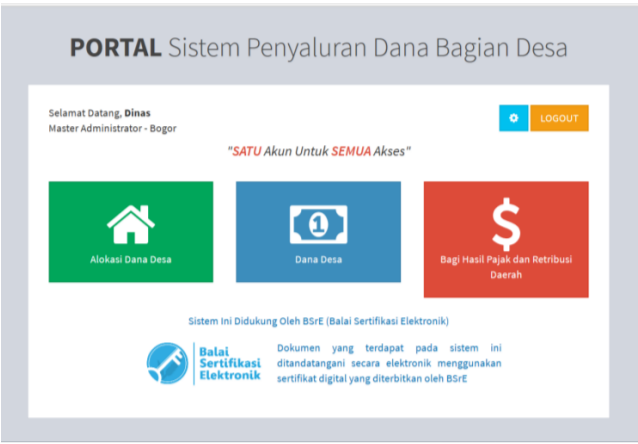 PORTAL Sistem Penyaluran Dana Bagian Desa
Selamat Datang, Dinas
Master Administrator - Bogor
LOGOUT
"SATU Akun Untuk SEMUA Akses"
1
Alokasi Dana Desa
Dana Desa
$
Bagi Hasil Pajak dan Retribusi
Daerah
Sistem Ini Didukung Oleh BSrE (Balai Sertifikasi Elektronik)
Balai
Sertifikasi
Elektronik
Dokumen yang terdapat pada sistem ini
ditandatangani secara elektronik menggunakan
sertifikat digital yang diterbitkan oleh BSrE